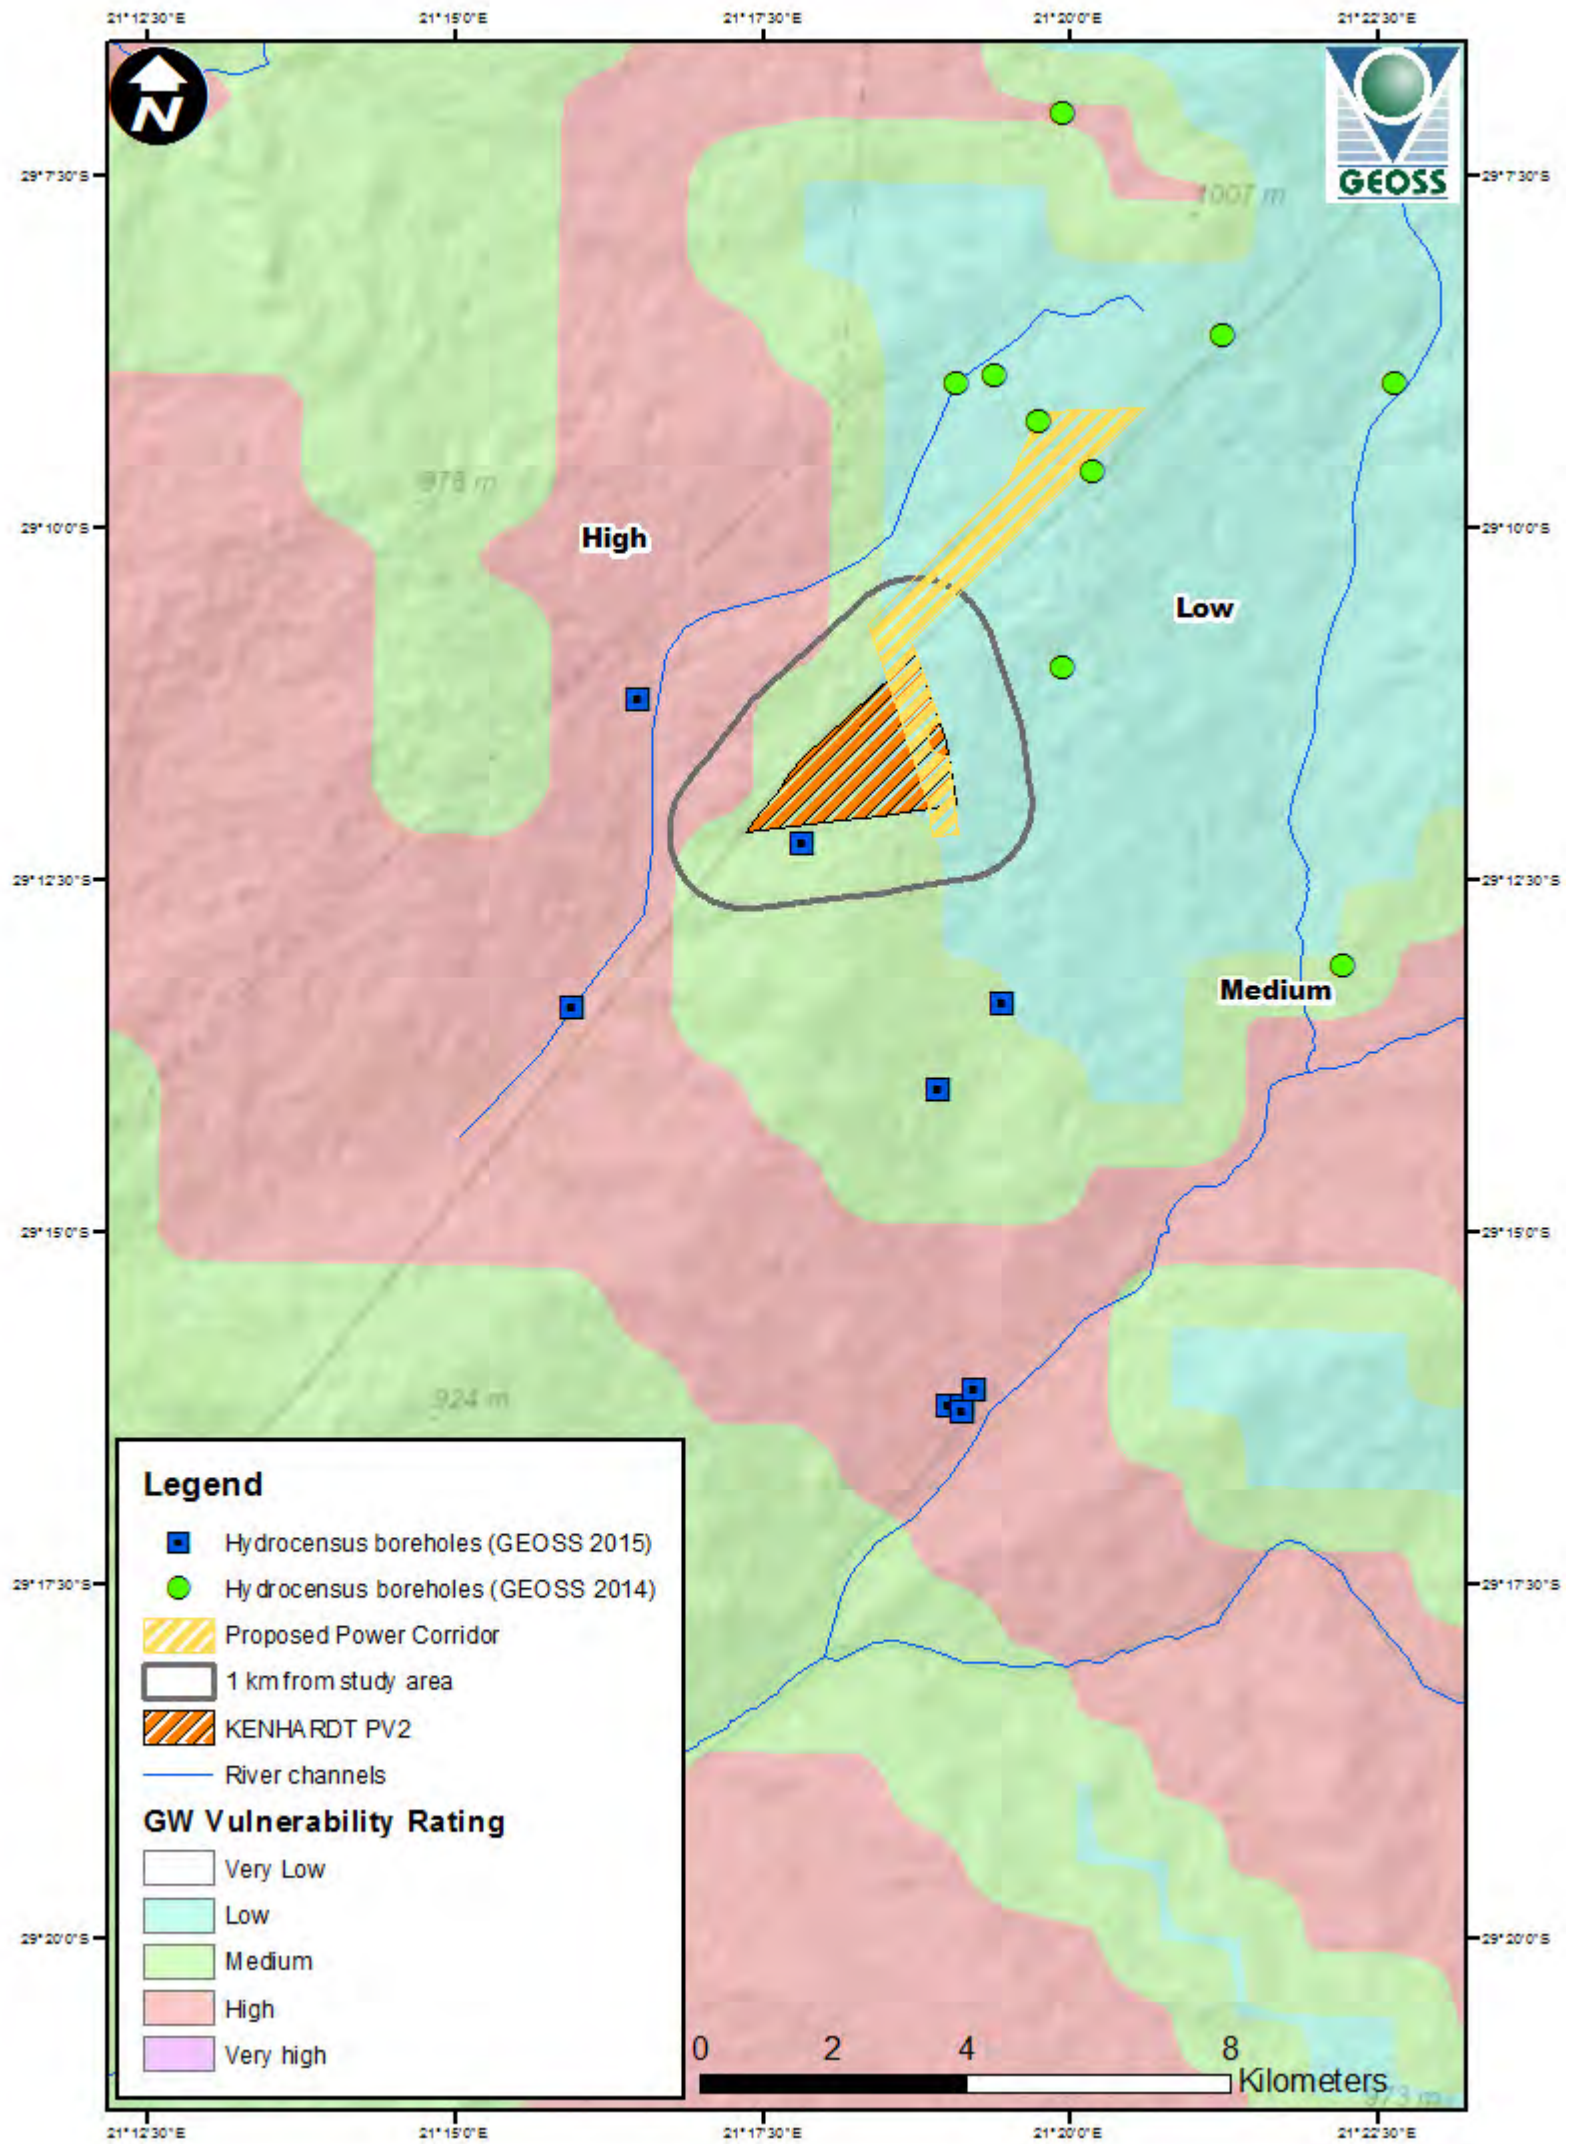 21°12'30"E 21°15'0"E 21°17'30"E 21°20'0"E 21°22'30"E
N
GEOSS
29°7'30"S 29°7'30"S
1007 m
978 m
29°10'0"S 29°10'0"S
High
Low
29°12'30"S 29°12'30"S
Medium
29°15'0"S 29°15'0"S
924 m
Legend
Hydrocensus boreholes (GEOSS 2015)
Hydrocensus boreholes (GEOSS 2014)
29°17'30"S 29°17'30"S
Proposed Power Corridor
1 km from study area
KENHARDT PV2
River channels
GW Vulnerability Rating
Very Low
Low
29°20'0"S 29°20'0"S
Medium
High
Very high
0 2 4 8
Kilometers
973 m
21°12'30"E 21°15'0"E 21°17'30"E 21°20'0"E 21°22'30"E